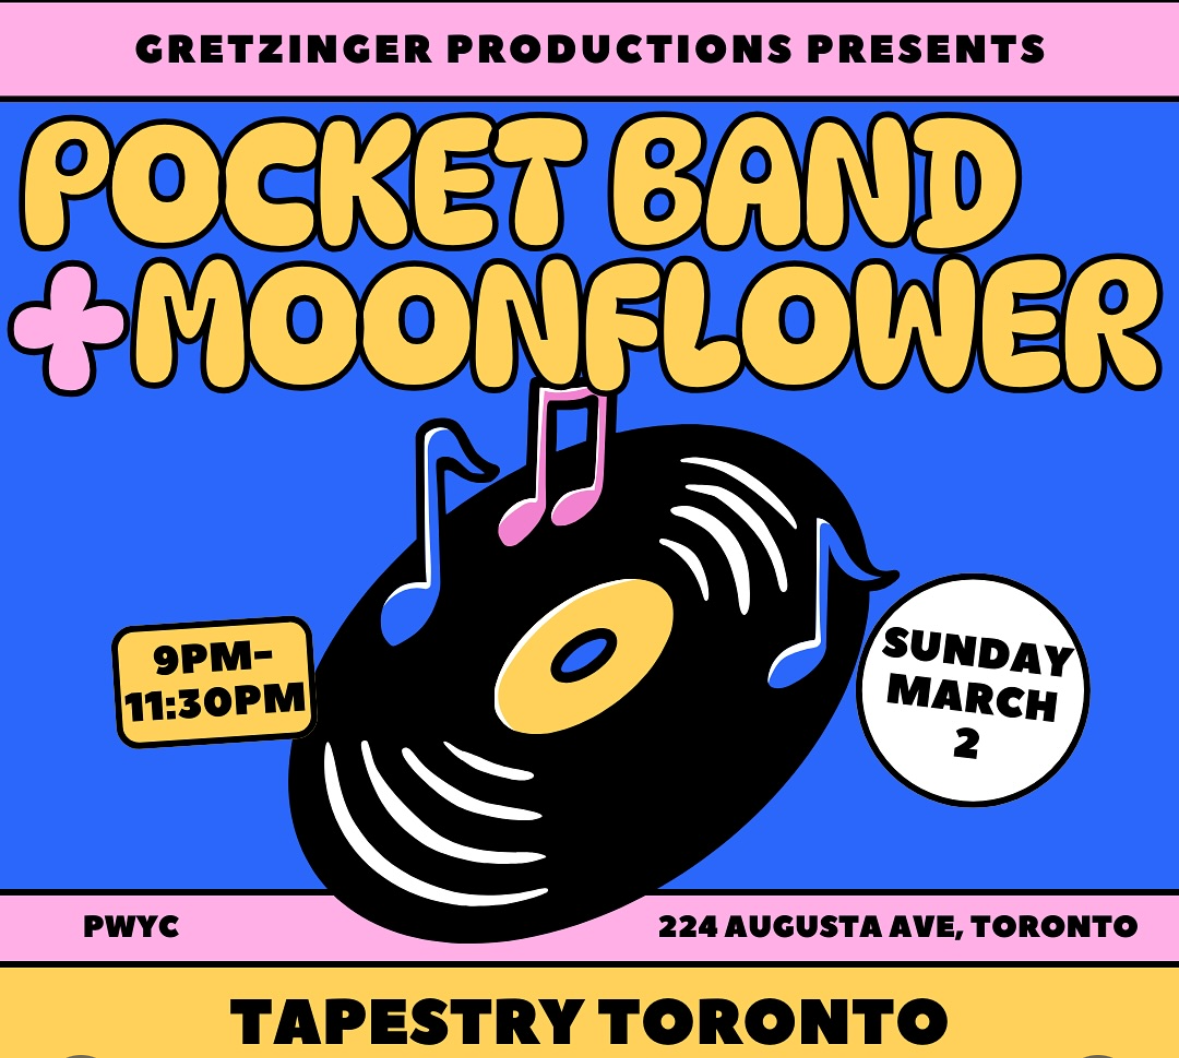 GRETZINGER PRODUCTIONS PRESENTS
POCKET BAND
+MOONFLOWER
9PM–
11:30PM
SUNDAY
MARCH
2
PWYC
224 AUGUSTA AVE, TORONTO
TAPESTRY TORONTO